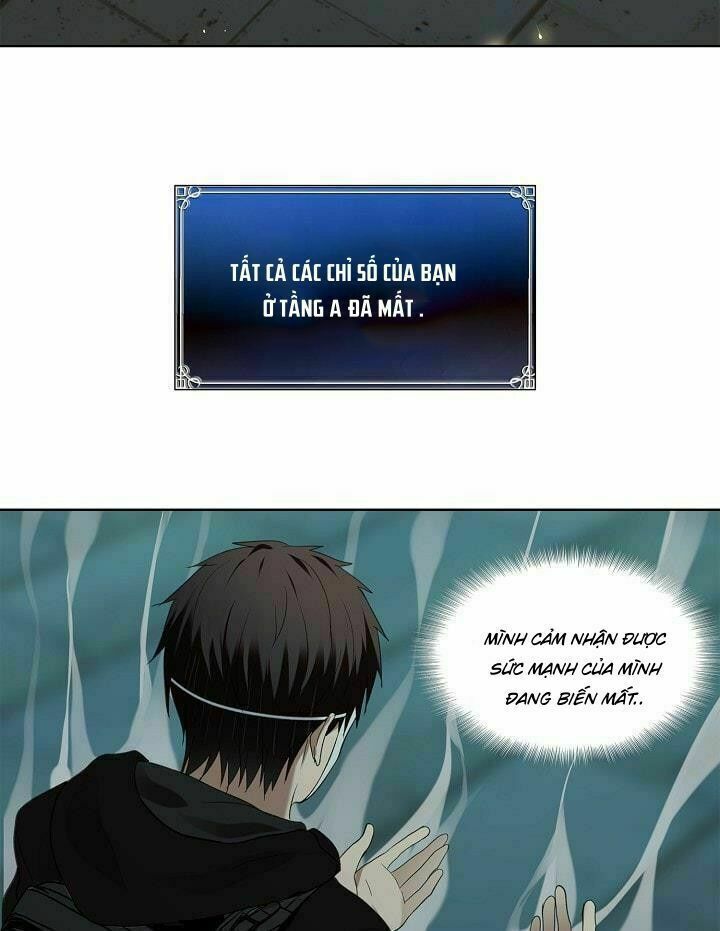 TẤT CẢ CÁC CHỈ SỐ CỦA BẠN
Ở TẦNG A ĐÃ MẤT .
MÌNH CẢM NHẬN ĐƯỢC
SỨC MẠNH CỦA MÌNH
ĐANG BIẾN MẤT..